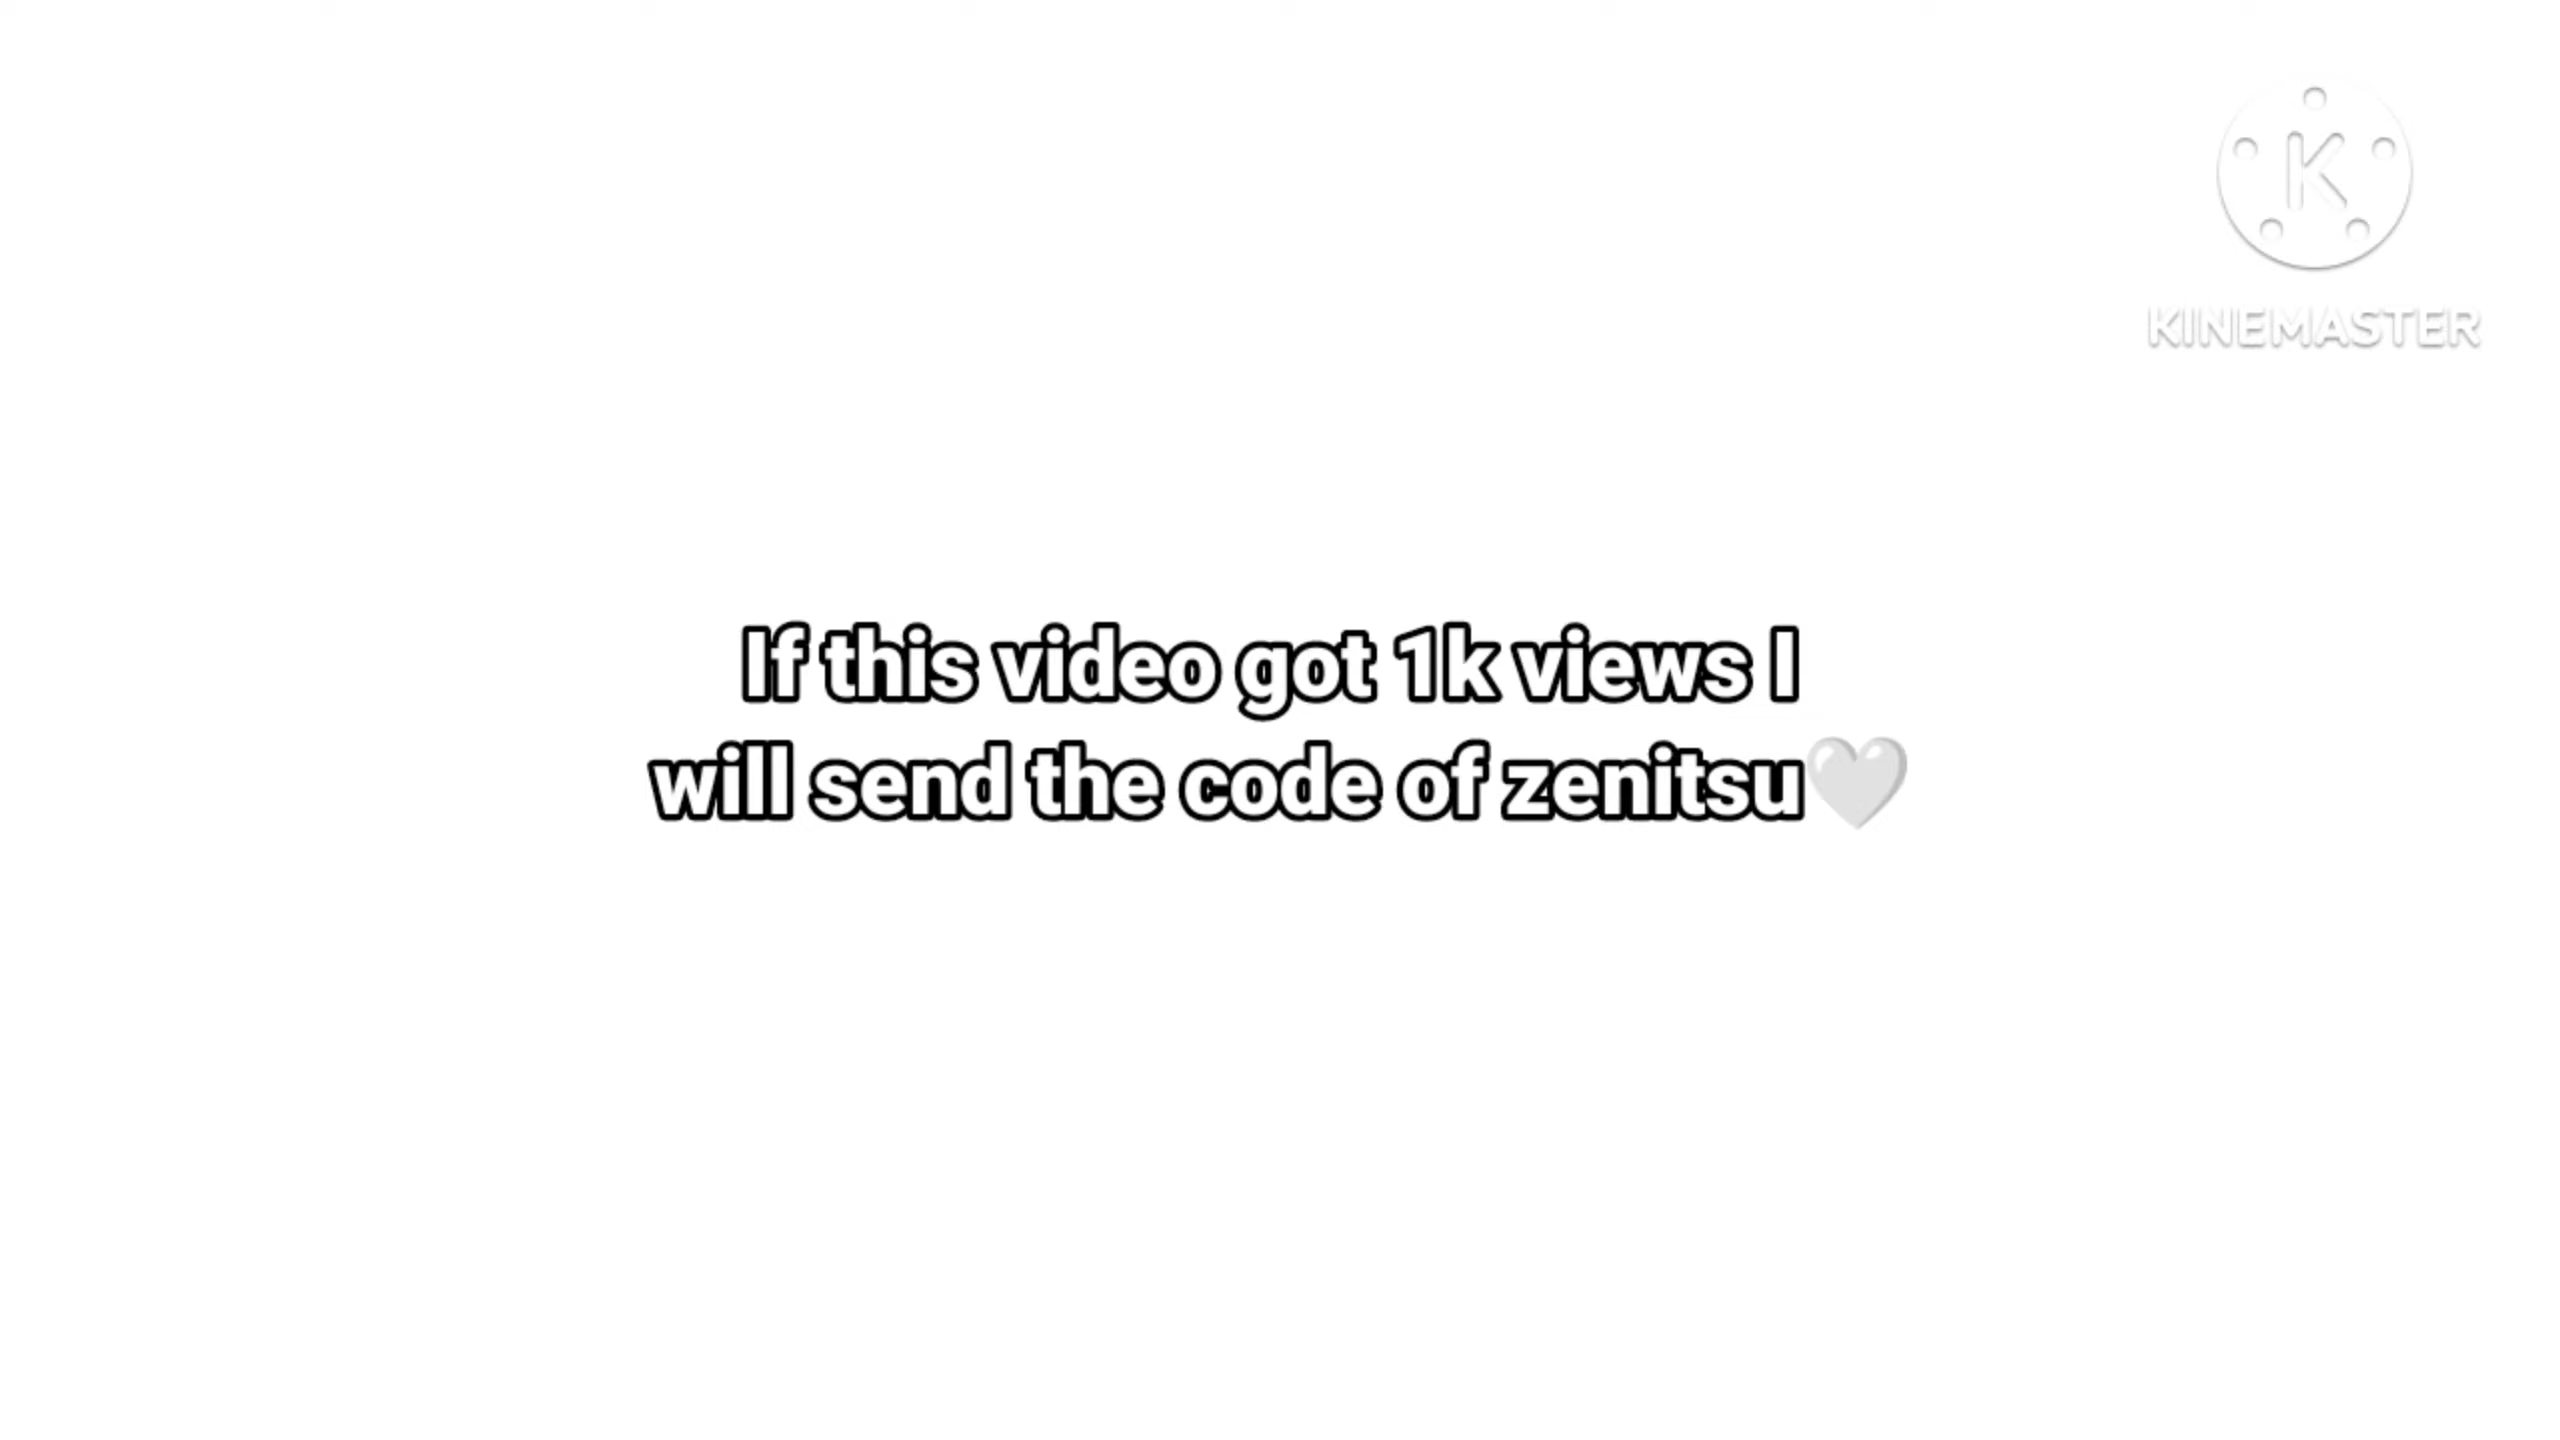 K
KINEMASTER
If this video got 1k views I
will send the code of zenitsu🤍